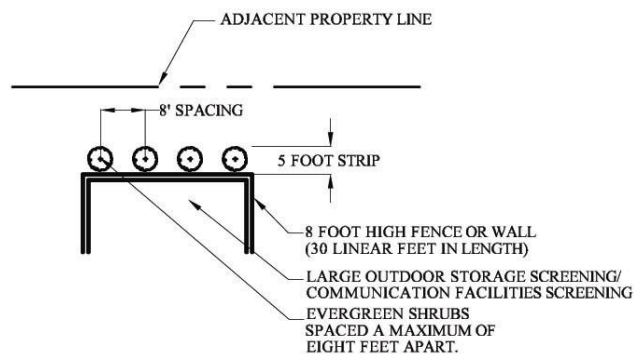 ADJACENT PROPERTY LINE
8' SPACING
5 FOOT STRIP
8 FOOT HIGH FENCE OR WALL
(30 LINEAR FEET IN LENGTH)
LARGE OUTDOOR STORAGE SCREENING/
COMMUNICATION FACILITIES SCREENING
EVERGREEN SHRUBS
SPACED A MAXIMUM OF
EIGHT FEET APART.